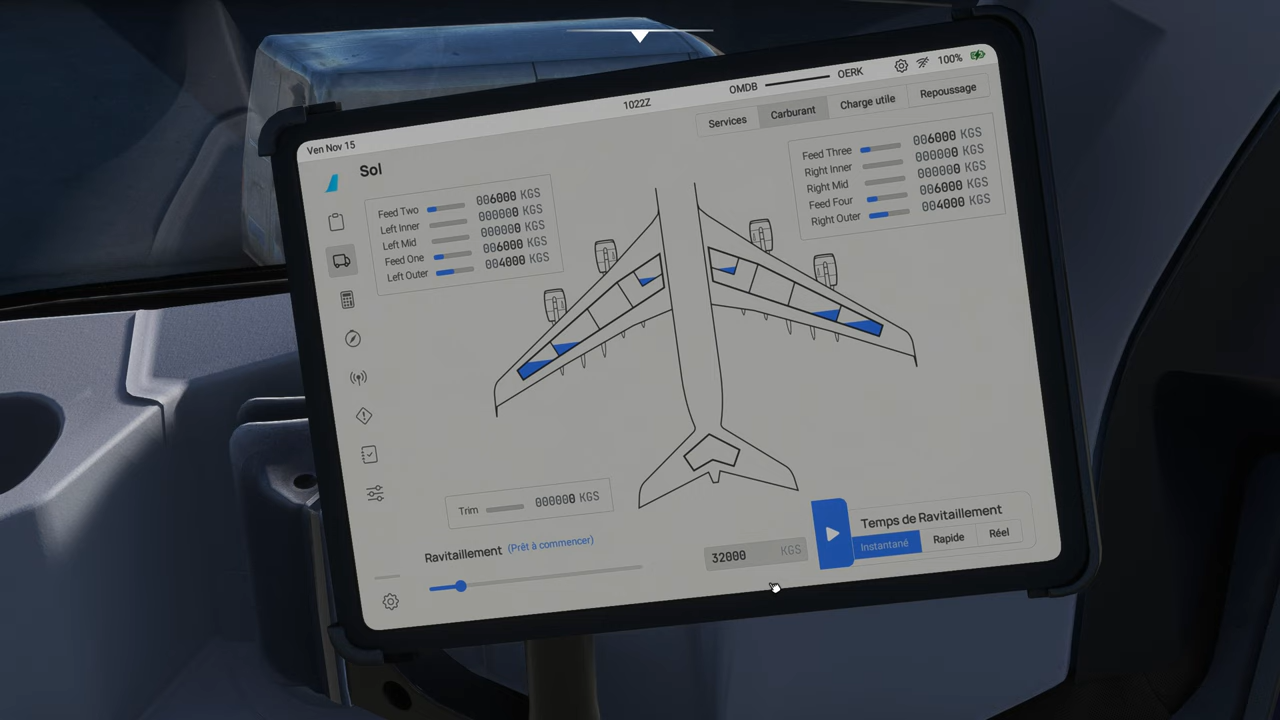 Ven Nov 15
1022Z
OMDB
OERK
100%
Sol
Services
Carburant
Charge utile
Repoussage
Feed Two 006000 KGS
Left Inner 000000 KGS
Left Mid 000000 KGS
Feed One 006000 KGS
Left Outer 004000 KGS
Feed Three 006000 KGS
Right Inner 000000 KGS
Right Mid 000000 KGS
Feed Four 006000 KGS
Right Outer 004000 KGS
Trim 000000 KGS
Ravitaillement (Prêt à commencer)
32000 KGS
Temps de Ravitaillement
Instantané
Rapide
Réel